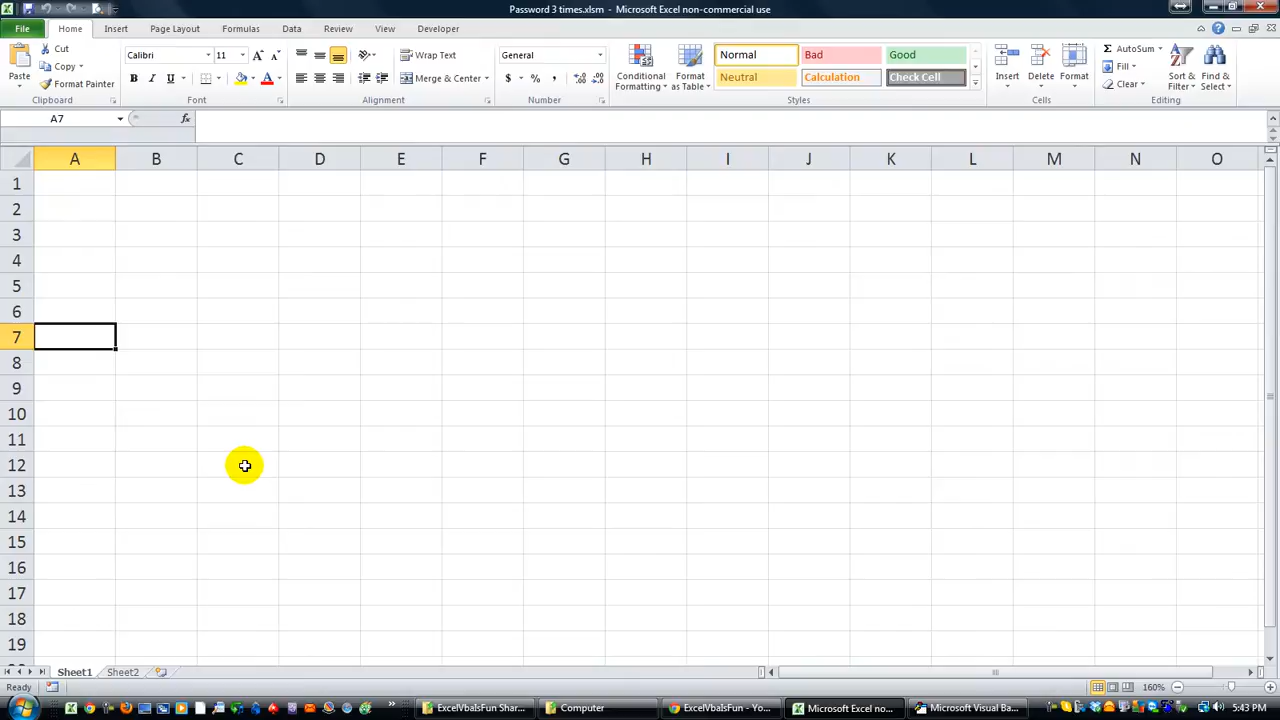 Password 3 times.xlsm - Microsoft Excel non-commercial use
File Home Insert Page Layout Formulas Data Review View Developer
Paste Cut Copy Format Painter Clipboard
Calibri 11 B I U A Font
Wrap Text Merge & Center Alignment
General $ % , Number
Conditional Formatting Format as Table
Normal Bad Good
Neutral Calculation Check Cell
Styles
Insert Delete Format Cells
AutoSum Fill Clear Sort & Filter Find & Select Editing
A7 fx
A B C D E F G H I J K L M N O
1
2
3
4
5
6
7
8
9
10
11
12
13
14
15
16
17
18
19
Sheet1 Sheet2
Ready 160%
ExcelVbaIsFun Shar... Computer ExcelVbaIsFun - Yo... Microsoft Excel no... Microsoft Visual Ba... 5:43 PM